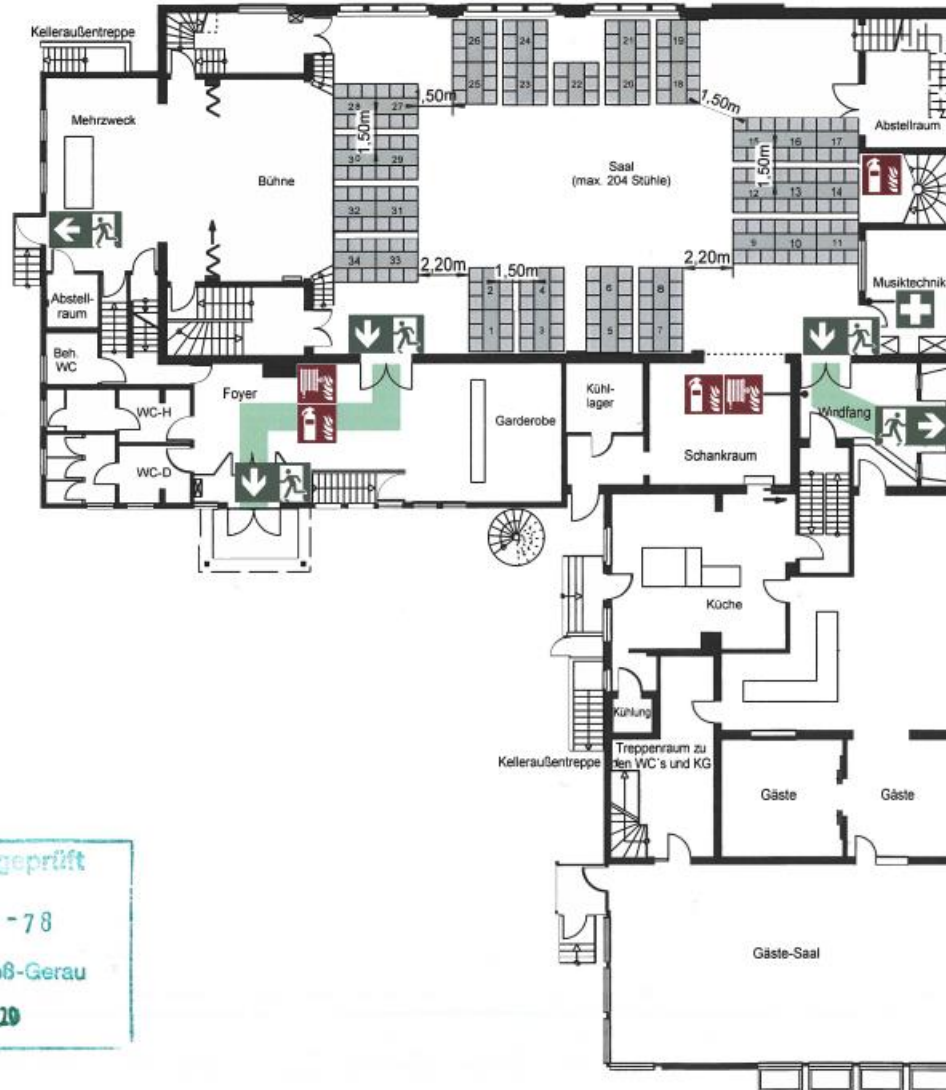 Kelleraußentreppe
Mehrzweck
Bühne
Abstell-
raum
Beh.
WC
WC-H
WC-D
Foyer
Garderobe
Saal
(max. 204 Stühle)
26
24
21
19
25
23
22
20
18
28
27
30
29
32
31
34
33
,50m
1,50m
1,50m
15
16
17
12
13
14
9
10
11
1,50m
2,20m
1,50m
2,20m
2
4
6
8
1
3
5
7
Abstellraum
Musiktechnik
Windfang
Kühl-
lager
Schankraum
Küche
Kühlung
Kelleraußentreppe
Treppenraum zu
den WC's und KG
Gäste
Gäste
Gäste-Saal
geprüft
-78
ß-Gerau